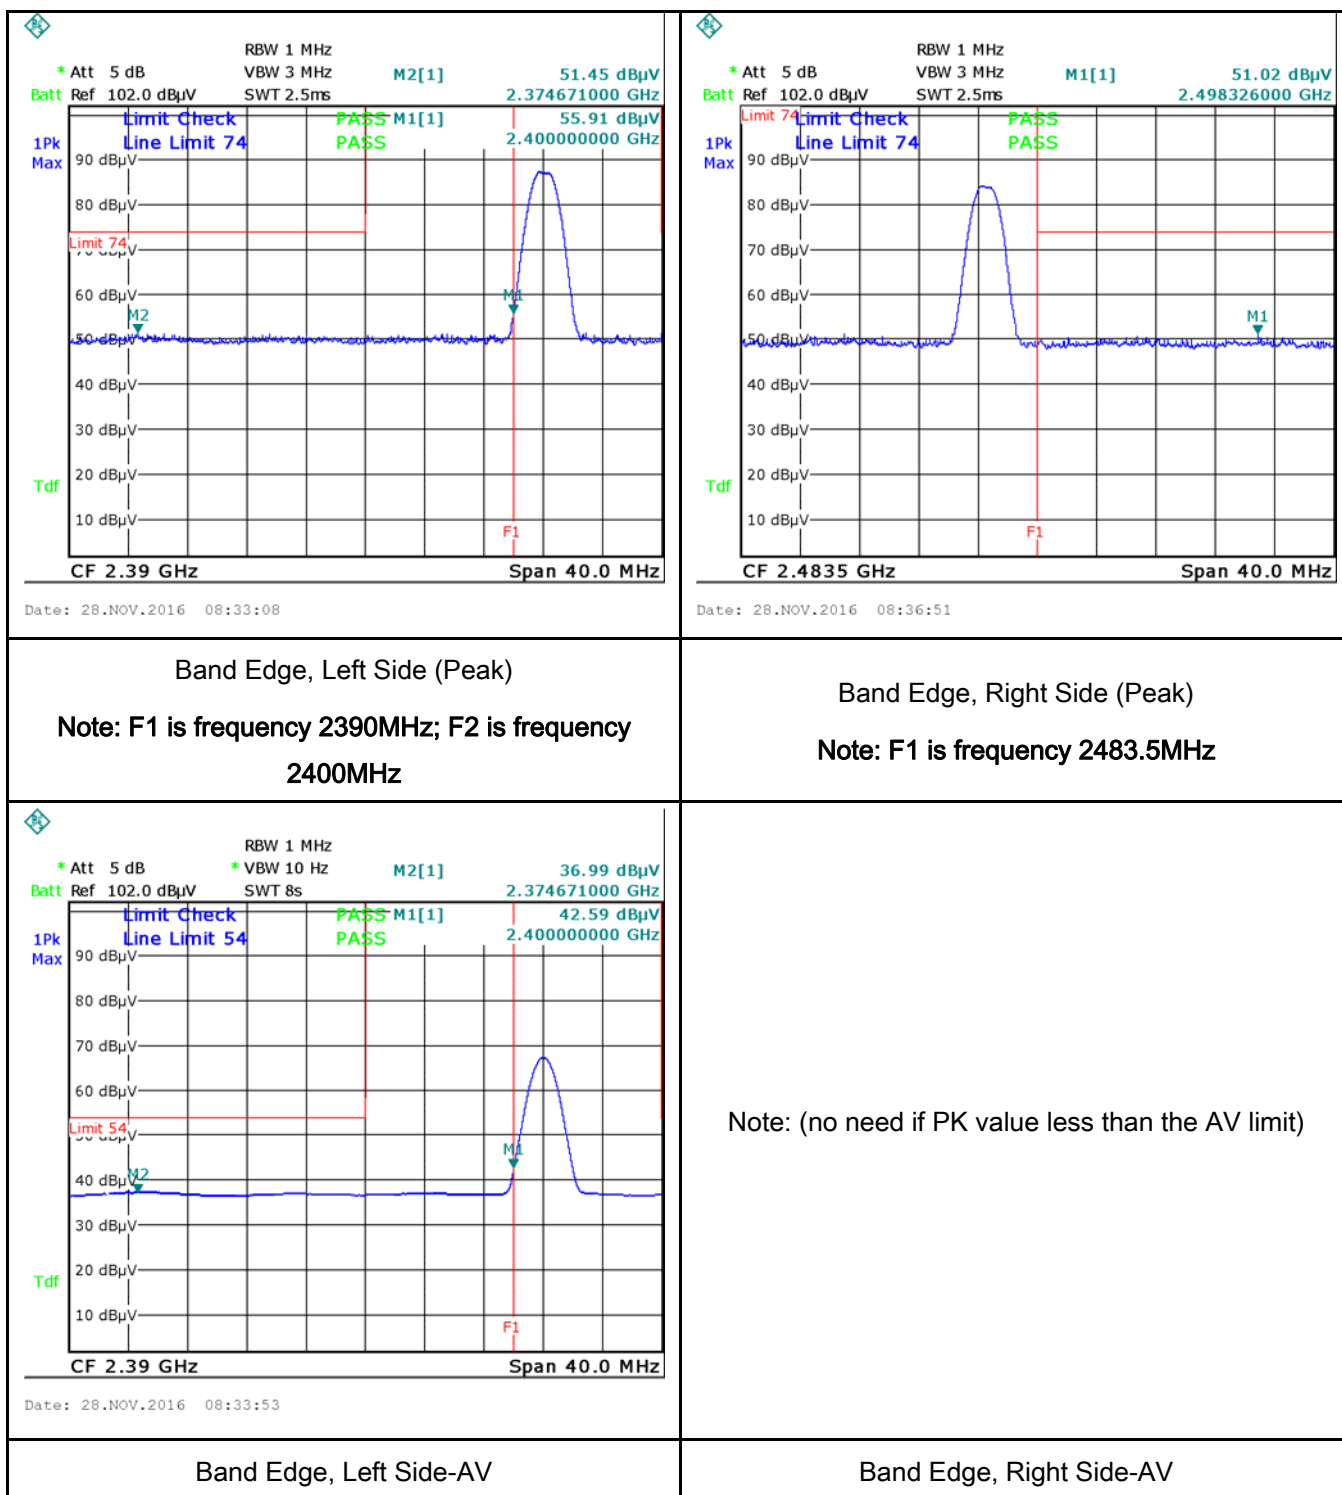 RBW 1 MHz
* Att 5 dB VBW 3 MHz M2[1] 51.45 dBµV
Batt Ref 102.0 dBµV SWT 2.5ms 2.374671000 GHz
Limit Check PASS M1[1] 55.91 dBµV
1Pk Line Limit 74 PASS 2.400000000 GHz
Max 90 dBµV
80 dBµV
Limit 74
70 dBµV
60 dBµV
M1
M2
50 dBµV
40 dBµV
30 dBµV
20 dBµV
Tdf
10 dBµV
F1
CF 2.39 GHz Span 40.0 MHz
Date: 28.NOV.2016 08:33:08
RBW 1 MHz
* Att 5 dB VBW 3 MHz M1[1] 51.02 dBµV
Batt Ref 102.0 dBµV SWT 2.5ms 2.498326000 GHz
Limit 74 Limit Check PASS
1Pk Line Limit 74 PASS
Max 90 dBµV
80 dBµV
70 dBµV
60 dBµV
M1
50 dBµV
40 dBµV
30 dBµV
20 dBµV
Tdf
10 dBµV
F1
CF 2.4835 GHz Span 40.0 MHz
Date: 28.NOV.2016 08:36:51
Band Edge, Left Side (Peak)
Note: F1 is frequency 2390MHz; F2 is frequency
2400MHz
Band Edge, Right Side (Peak)
Note: F1 is frequency 2483.5MHz
RBW 1 MHz
* Att 5 dB * VBW 10 Hz M2[1] 36.99 dBµV
Batt Ref 102.0 dBµV SWT 8s 2.374671000 GHz
Limit Check PASS M1[1] 42.59 dBµV
1Pk Line Limit 54 PASS 2.400000000 GHz
Max 90 dBµV
80 dBµV
70 dBµV
60 dBµV
Limit 54
50 dBµV
M1
M2
40 dBµV
30 dBµV
20 dBµV
Tdf
10 dBµV
F1
CF 2.39 GHz Span 40.0 MHz
Date: 28.NOV.2016 08:33:53
Note: (no need if PK value less than the AV limit)
Band Edge, Left Side-AV
Band Edge, Right Side-AV